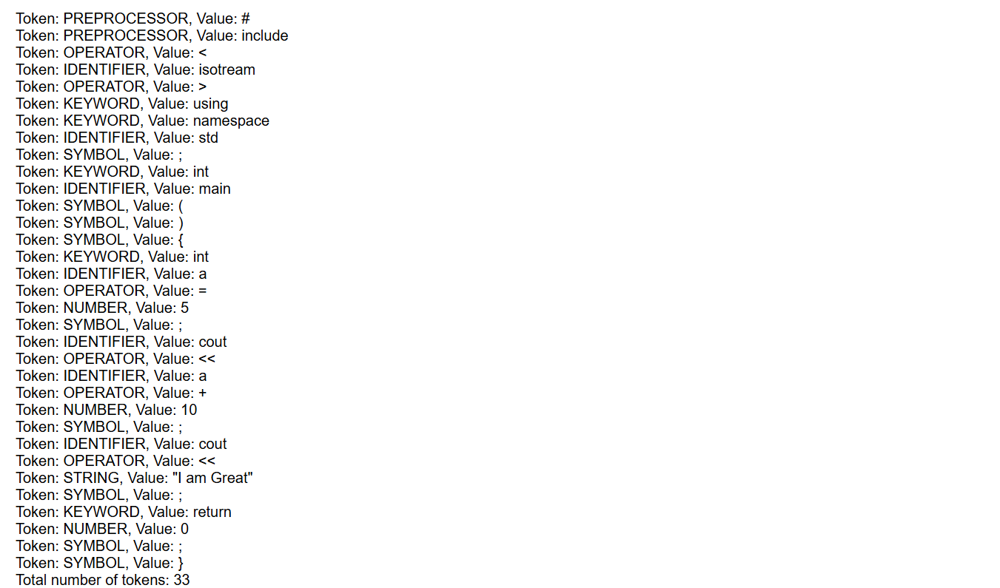 Token: PREPROCESSOR, Value: #
Token: PREPROCESSOR, Value: include
Token: OPERATOR, Value: <
Token: IDENTIFIER, Value: isotream
Token: OPERATOR, Value: >
Token: KEYWORD, Value: using
Token: KEYWORD, Value: namespace
Token: IDENTIFIER, Value: std
Token: SYMBOL, Value: ;
Token: KEYWORD, Value: int
Token: IDENTIFIER, Value: main
Token: SYMBOL, Value: (
Token: SYMBOL, Value: )
Token: SYMBOL, Value: {
Token: KEYWORD, Value: int
Token: IDENTIFIER, Value: a
Token: OPERATOR, Value: =
Token: NUMBER, Value: 5
Token: SYMBOL, Value: ;
Token: IDENTIFIER, Value: cout
Token: OPERATOR, Value: <<
Token: IDENTIFIER, Value: a
Token: OPERATOR, Value: +
Token: NUMBER, Value: 10
Token: SYMBOL, Value: ;
Token: IDENTIFIER, Value: cout
Token: OPERATOR, Value: <<
Token: STRING, Value: "I am Great"
Token: SYMBOL, Value: ;
Token: KEYWORD, Value: return
Token: NUMBER, Value: 0
Token: SYMBOL, Value: ;
Token: SYMBOL, Value: }
Total number of tokens: 33